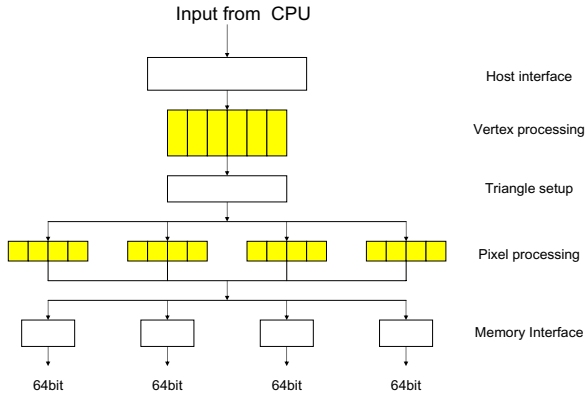 Input from CPU
Host interface
Vertex processing
Triangle setup
Pixel processing
Memory Interface
64bit 64bit 64bit 64bit